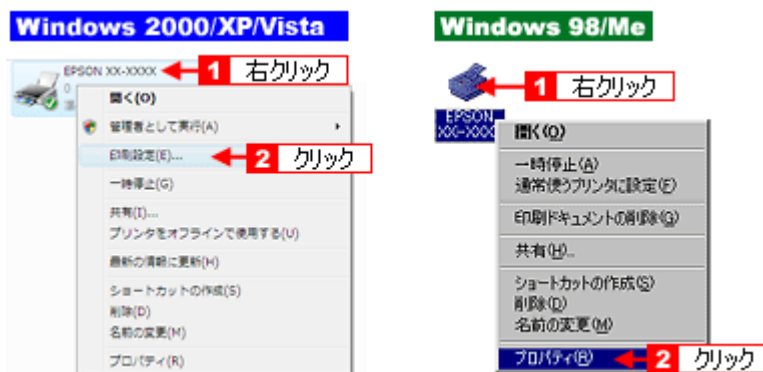 Windows 2000/XP/Vista
EPSON XX-XXXX
1 右クリック
0
開く(O)
管理者として実行(A)
印刷設定(E)...
2 クリック
一時停止(G)
共有(I)...
プリンタをオフラインで使用する(U)
最新の情報に更新(H)
ショートカットの作成(S)
削除(D)
名前の変更(M)
プロパティ(R)
Windows 98/Me
1 右クリック
EPSON
XX-XXXX
開く(O)
一時停止(A)
通常使うプリンタに設定(F)
印刷ドキュメントの削除(G)
共有(H)...
ショートカットの作成(S)
削除(D)
名前の変更(M)
プロパティ(R)
2 クリック